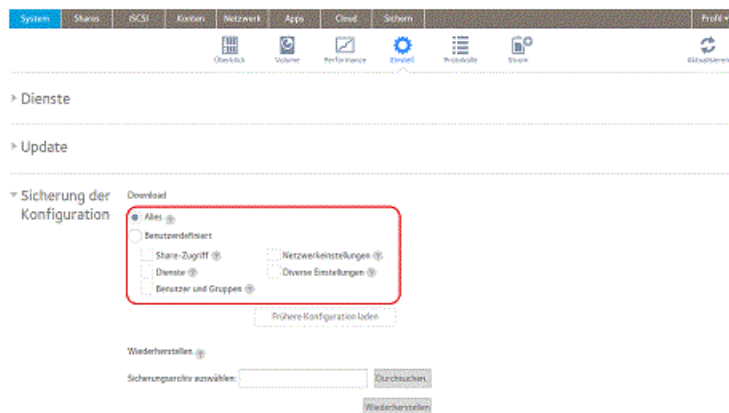 System Shares iSCSI Konten Netzwerk Apps Cloud Sichern Profil
Überblick Volume Performance Einstell Protokolle Strom Aktualisieren
Dienste
Update
Sicherung der Konfiguration
Download
Alles ?
Benutzerdefiniert
Share-Zugriff ? Netzwerkeinstellungen ?
Dienste ? Diverse Einstellungen ?
Benutzer und Gruppen ?
Frühere Konfiguration laden
Wiederherstellen ?
Sicherungsarchiv auswählen: Durchsuchen.
Wiederherstellen